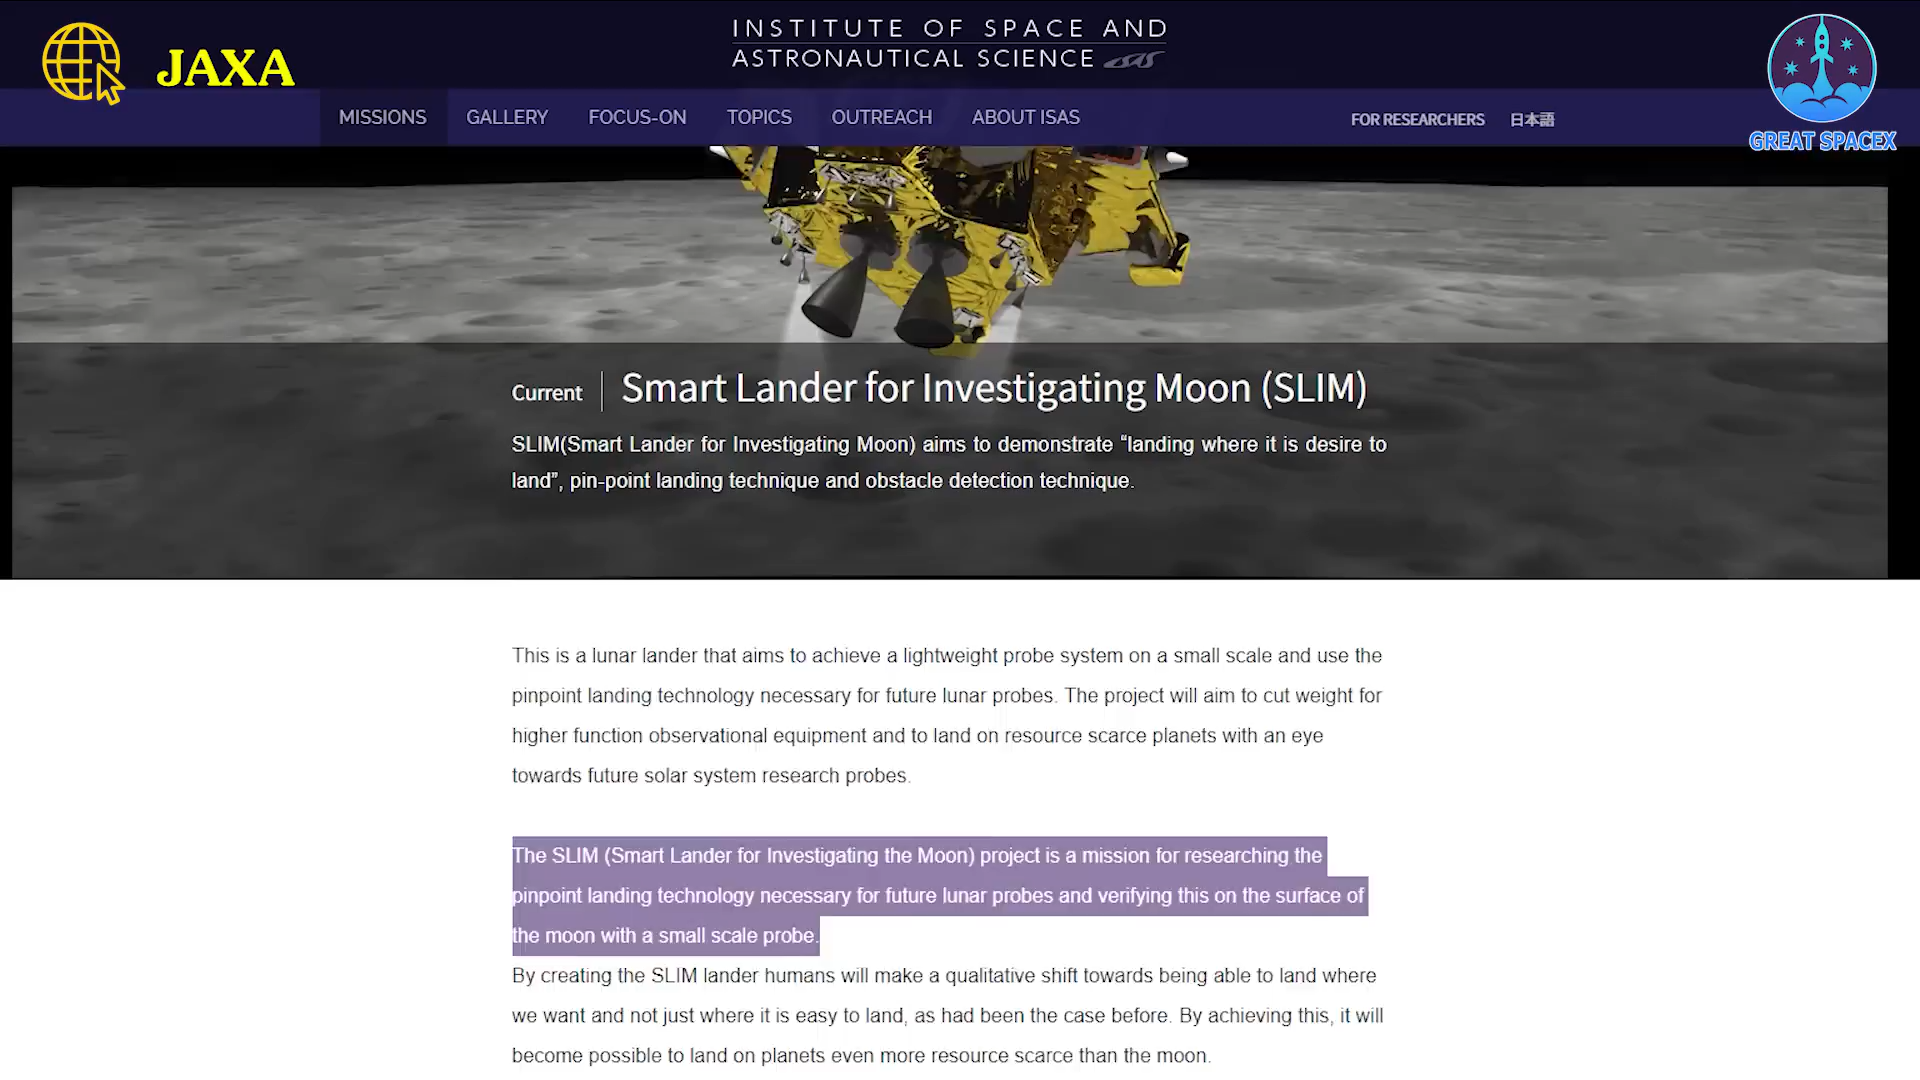 JAXA
INSTITUTE OF SPACE AND
ASTRONAUTICAL SCIENCE
GREAT SPACEX
MISSIONS GALLERY FOCUS-ON TOPICS OUTREACH ABOUT ISAS FOR RESEARCHERS 日本語
Current Smart Lander for Investigating Moon (SLIM)
SLIM(Smart Lander for Investigating Moon) aims to demonstrate “landing where it is desire to
land”, pin-point landing technique and obstacle detection technique.
This is a lunar lander that aims to achieve a lightweight probe system on a small scale and use the
pinpoint landing technology necessary for future lunar probes. The project will aim to cut weight for
higher function observational equipment and to land on resource scarce planets with an eye
towards future solar system research probes.
The SLIM (Smart Lander for Investigating the Moon) project is a mission for researching the
pinpoint landing technology necessary for future lunar probes and verifying this on the surface of
the moon with a small scale probe.
By creating the SLIM lander humans will make a qualitative shift towards being able to land where
we want and not just where it is easy to land, as had been the case before. By achieving this, it will
become possible to land on planets even more resource scarce than the moon.